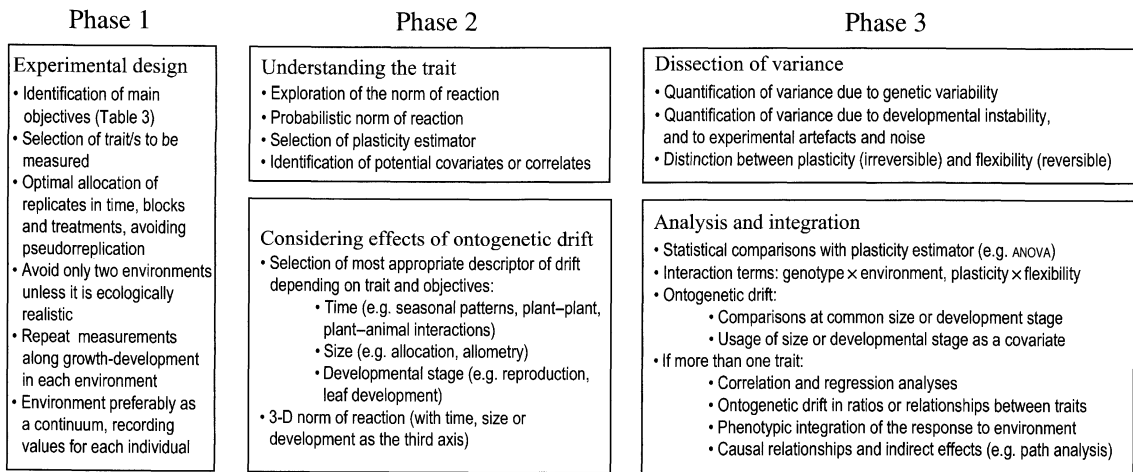 Phase 1
Experimental design
• Identification of main
objectives (Table 3)
• Selection of trait/s to be
measured
• Optimal allocation of
replicates in time, blocks
and treatments, avoiding
pseudorreplication
• Avoid only two environments
unless it is ecologically
realistic
• Repeat measurements
along growth-development
in each environment
• Environment preferably as
a continuum, recording
values for each individual
Phase 2
Understanding the trait
• Exploration of the norm of reaction
• Probabilistic norm of reaction
• Selection of plasticity estimator
• Identification of potential covariates or correlates
Considering effects of ontogenetic drift
• Selection of most appropriate descriptor of drift
depending on trait and objectives:
• Time (e.g. seasonal patterns, plant–plant,
plant–animal interactions)
• Size (e.g. allocation, allometry)
• Developmental stage (e.g. reproduction,
leaf development)
• 3-D norm of reaction (with time, size or
development as the third axis)
Phase 3
Dissection of variance
• Quantification of variance due to genetic variability
• Quantification of variance due to developmental instability,
and to experimental artefacts and noise
• Distinction between plasticity (irreversible) and flexibility (reversible)
Analysis and integration
• Statistical comparisons with plasticity estimator (e.g. ANOVA)
• Interaction terms: genotype × environment, plasticity × flexibility
• Ontogenetic drift:
• Comparisons at common size or development stage
• Usage of size or developmental stage as a covariate
• If more than one trait:
• Correlation and regression analyses
• Ontogenetic drift in ratios or relationships between traits
• Phenotypic integration of the response to environment
• Causal relationships and indirect effects (e.g. path analysis)